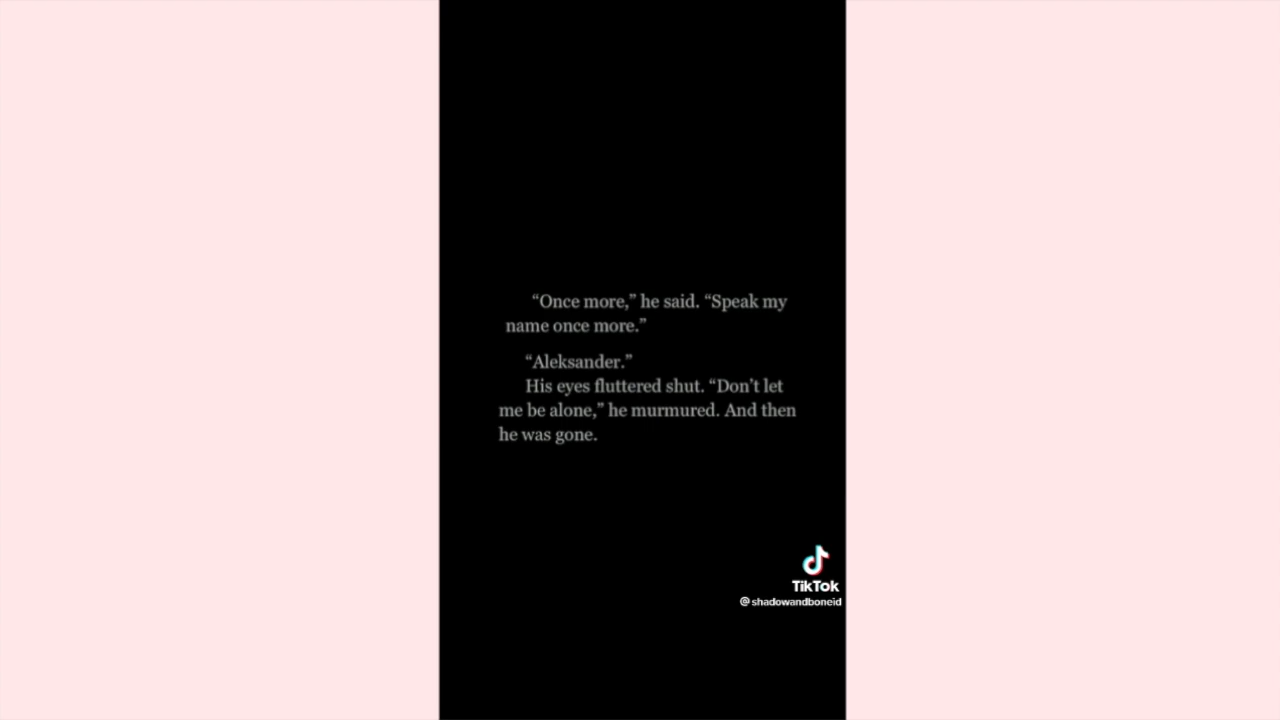 “Once more,” he said. “Speak my
name once more.”
“Aleksander.”
His eyes fluttered shut. “Don’t let
me be alone,” he murmured. And then
he was gone.
TikTok
@shadowandboneid